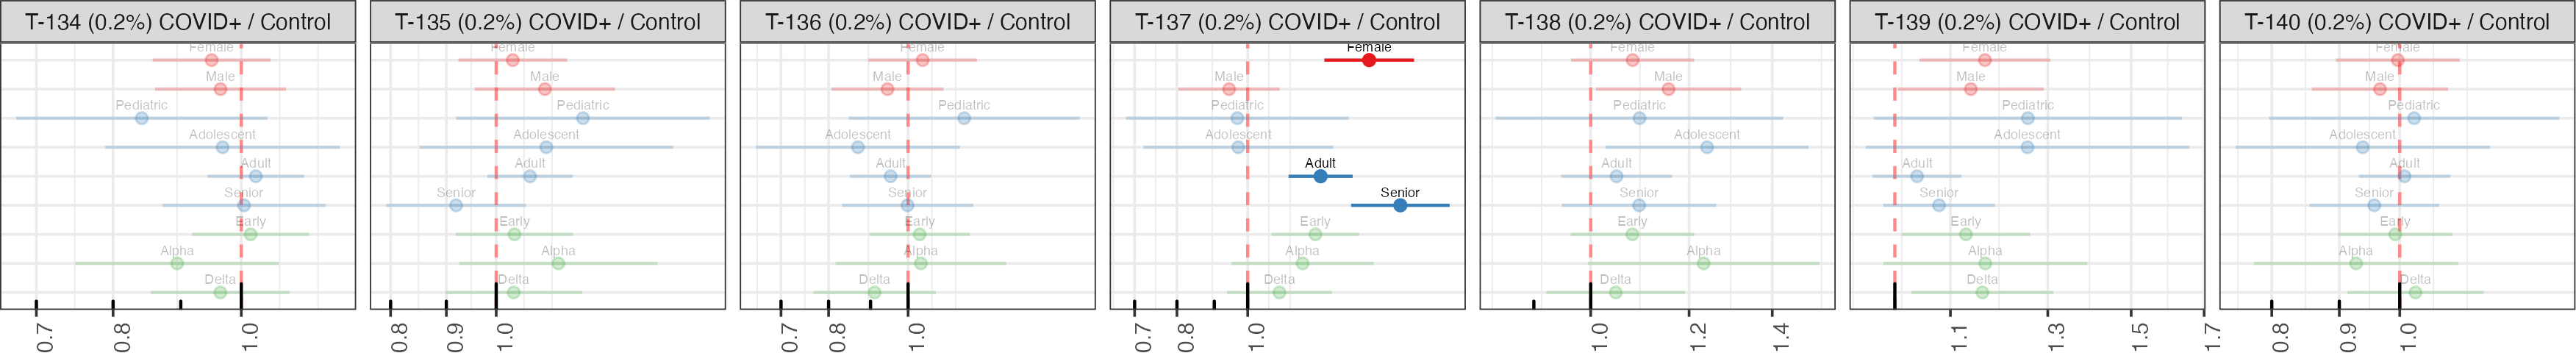 T-134 (0.2%) COVID+ / Control
Female
Male
Pediatric
Adolescent
Adult
Senior
Early
Alpha
Delta
0.7
0.8
1.0
T-135 (0.2%) COVID+ / Control
Female
Male
Pediatric
Adolescent
Adult
Senior
Early
Alpha
Delta
0.8
0.9
1.0
T-136 (0.2%) COVID+ / Control
Female
Male
Pediatric
Adolescent
Adult
Senior
Early
Alpha
Delta
0.7
0.8
1.0
T-137 (0.2%) COVID+ / Control
Female
Male
Pediatric
Adolescent
Adult
Senior
Early
Alpha
Delta
0.7
0.8
1.0
T-138 (0.2%) COVID+ / Control
Female
Male
Pediatric
Adolescent
Adult
Senior
Early
Alpha
Delta
1.0
1.2
1.4
T-139 (0.2%) COVID+ / Control
Female
Male
Pediatric
Adolescent
Adult
Senior
Early
Alpha
Delta
1.1
1.3
1.5
1.7
T-140 (0.2%) COVID+ / Control
Female
Male
Pediatric
Adolescent
Adult
Senior
Early
Alpha
Delta
0.8
0.9
1.0